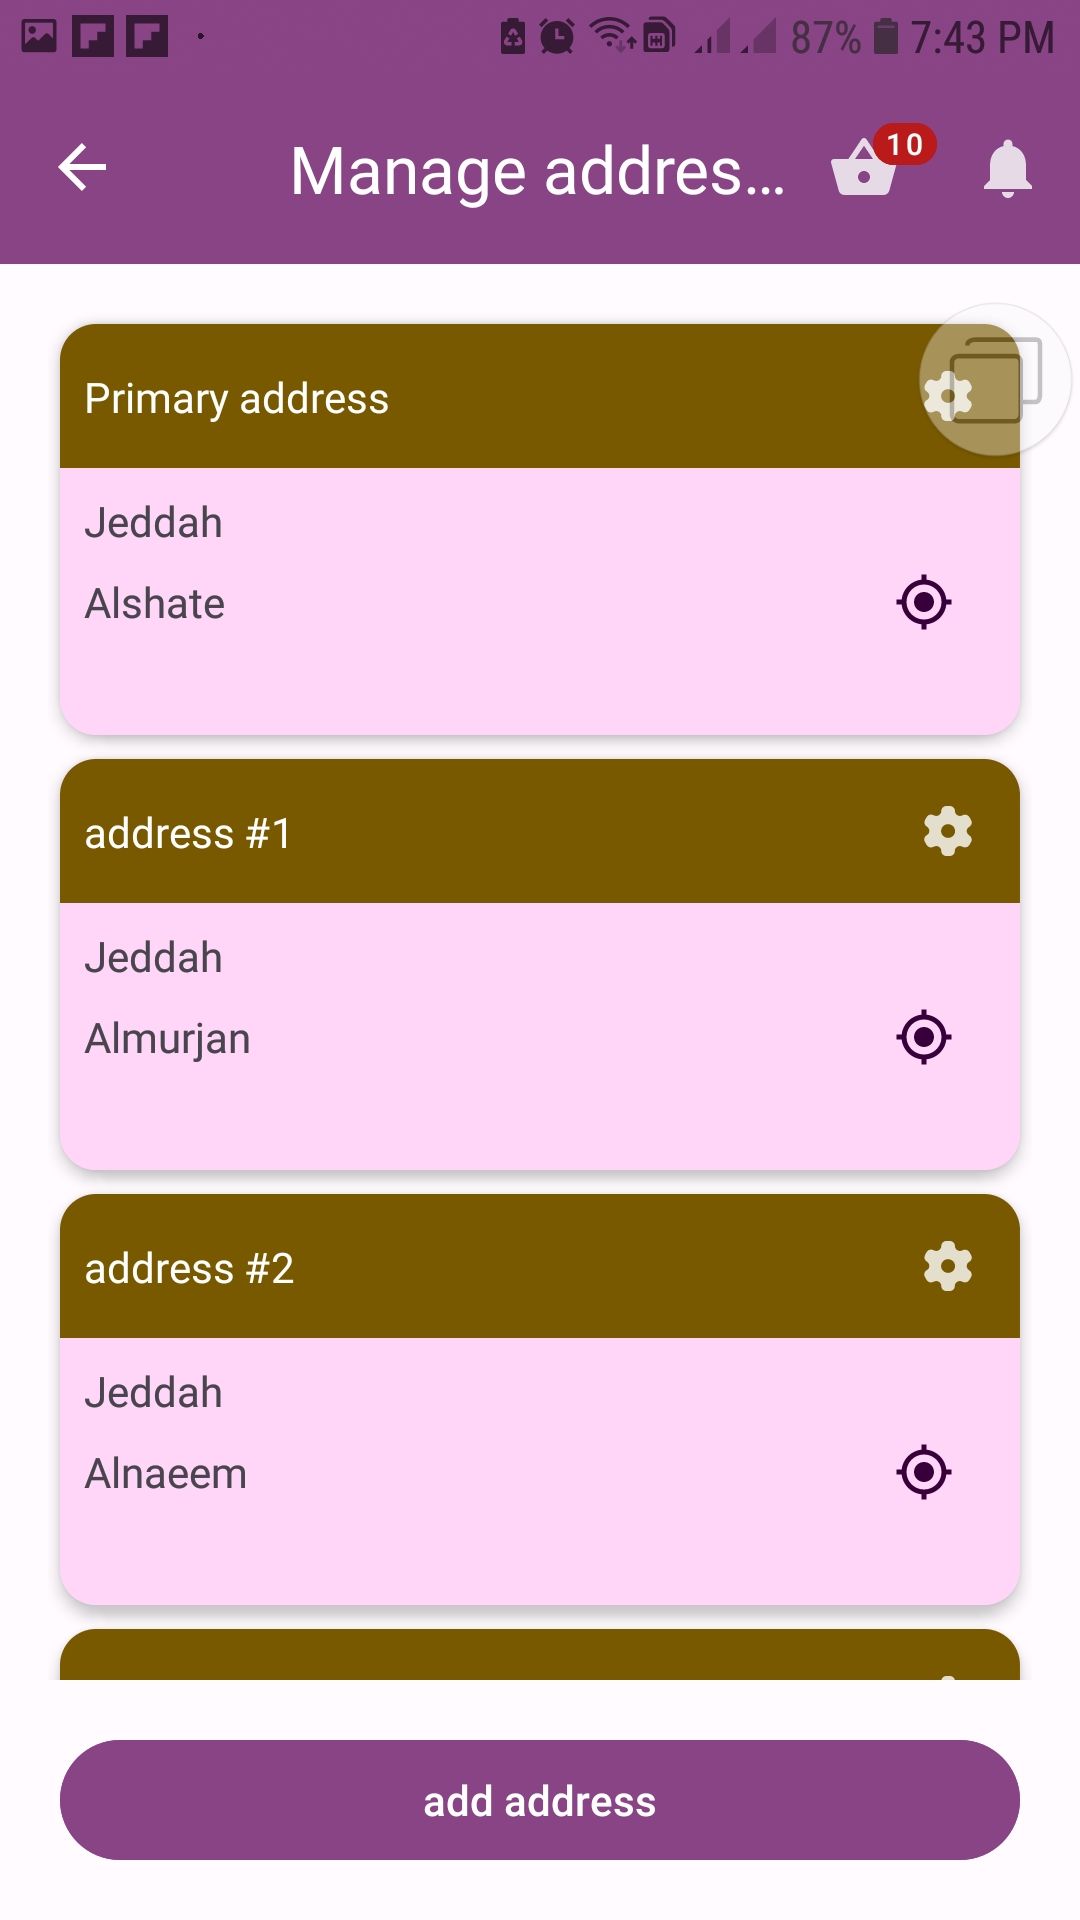 87% 7:43 PM
Manage addres...
10
Primary address
Jeddah
Alshate
address #1
Jeddah
Almurjan
address #2
Jeddah
Alnaeem
add address